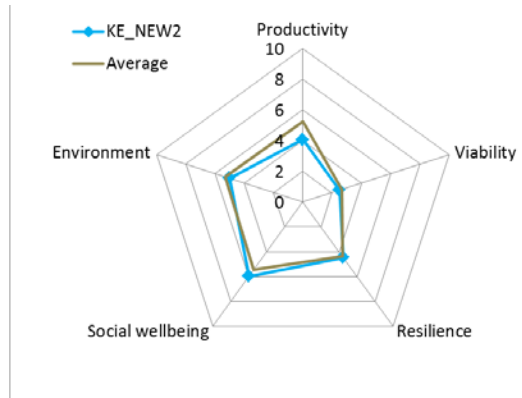 KE_NEW2
Average
Productivity
Viability
Resilience
Social wellbeing
Environment
10
8
6
4
2
0